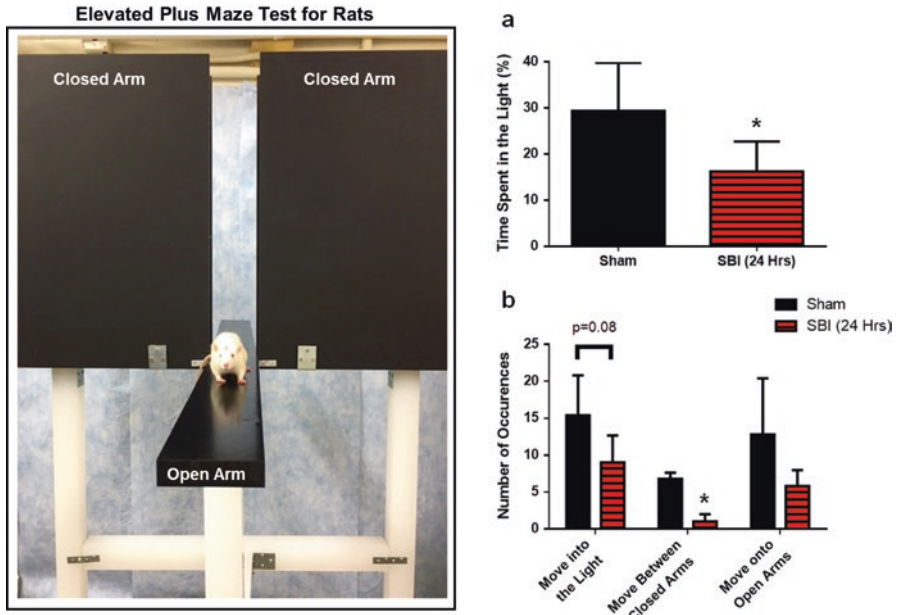 Elevated Plus Maze Test for Rats
Closed Arm
Closed Arm
Open Arm
a
Time Spent in the Light (%)
40
30
20
10
0
*
Sham
SBI (24 Hrs)
b
Sham
SBI (24 Hrs)
p=0.08
Number of Occurences
25
20
15
10
5
0
*
Move into
the Light
Move Between
Closed Arms
Move onto
Open Arms